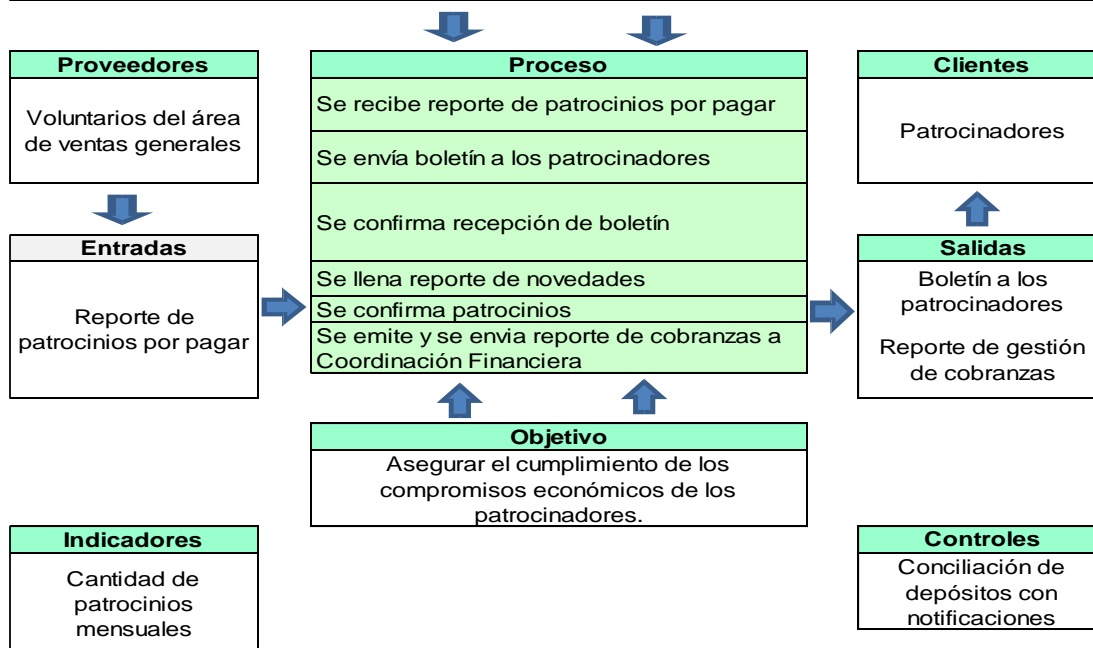 Proveedores
Voluntarios del área
de ventas generales
Entradas
Reporte de
patrocinios por pagar
Proceso
Se recibe reporte de patrocinios por pagar
Se envía boletín a los patrocinadores
Se confirma recepción de boletín
Se llena reporte de novedades
Se confirma patrocinios
Se emite y se envia reporte de cobranzas a
Coordinación Financiera
Clientes
Patrocinadores
Salidas
Boletín a los
patrocinadores
Reporte de gestión
de cobranzas
Objetivo
Asegurar el cumplimiento de los
compromisos económicos de los
patrocinadores.
Indicadores
Cantidad de
patrocinios
mensuales
Controles
Conciliación de
depósitos con
notificaciones